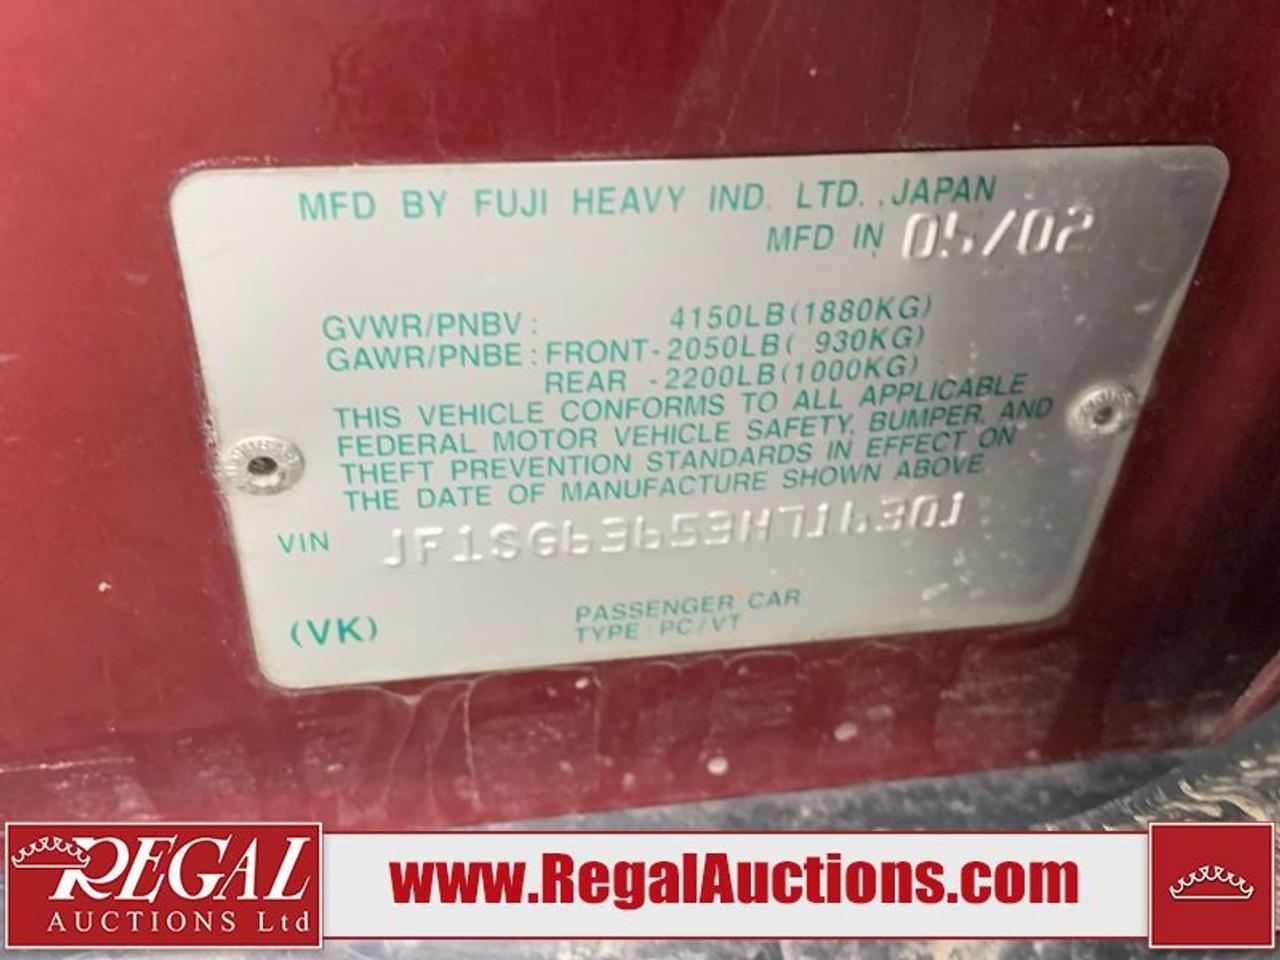 MFD BY FUJI HEAVY IND. LTD., JAPAN
MFD IN 05/02
GVWR/PNBV: 4150LB(1880KG)
GAWR/PNBE: FRONT-2050LB( 930KG)
REAR -2200LB(1000KG)
THIS VEHICLE CONFORMS TO ALL APPLICABLE
FEDERAL MOTOR VEHICLE SAFETY, BUMPER, AND
THEFT PREVENTION STANDARDS IN EFFECT ON
THE DATE OF MANUFACTURE SHOWN ABOVE
VIN JF1SG63653H716301
(VK)
PASSENGER CAR
TYPE: PC/VT
REGAL
AUCTIONS Ltd
www.RegalAuctions.com